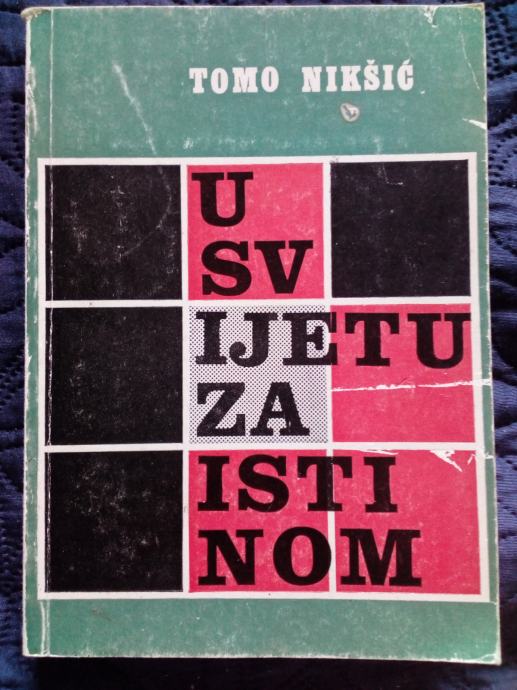 TOMO NIKŠIĆ
U
SV
IJETU
ZA
ISTI
NOM